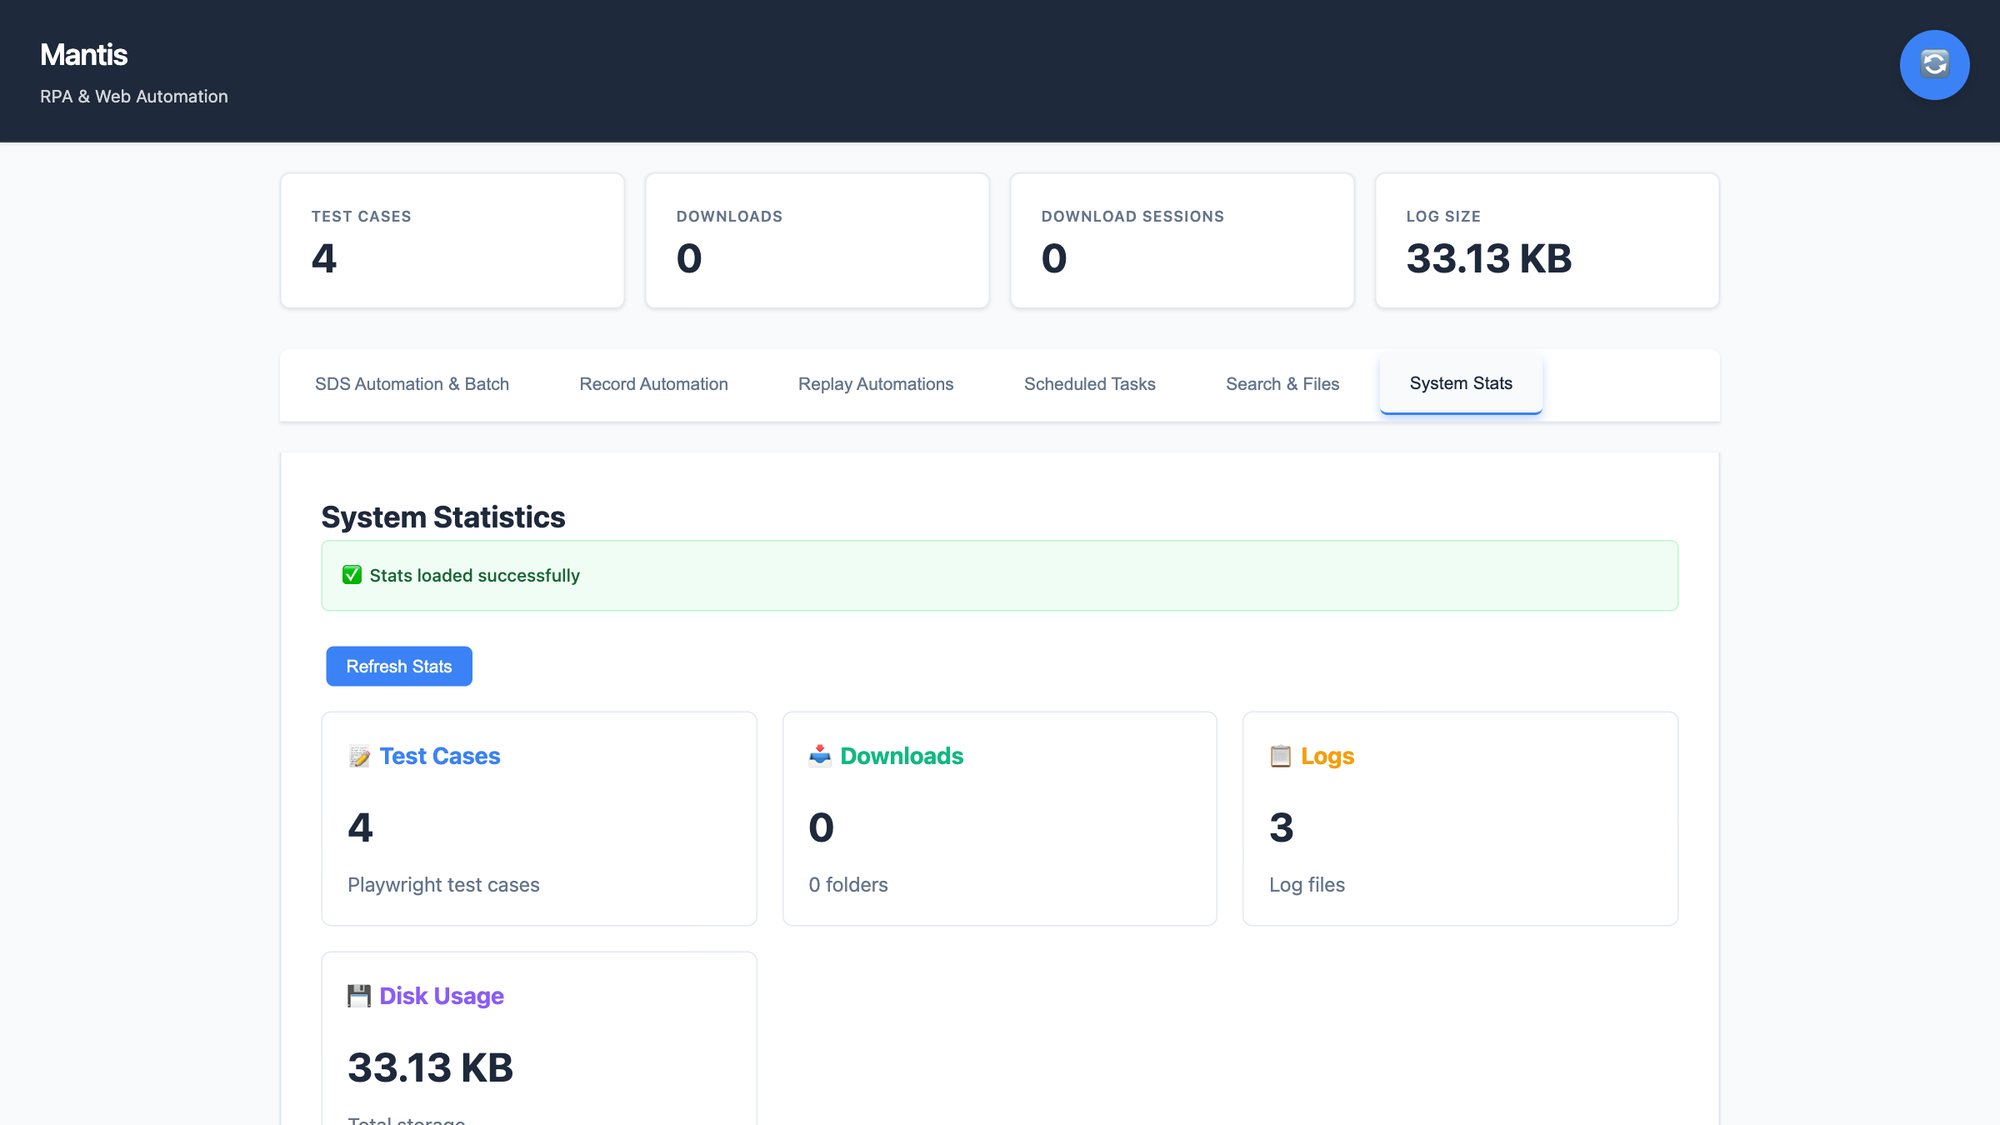 Mantis
RPA & Web Automation
TEST CASES
4
DOWNLOADS
0
DOWNLOAD SESSIONS
0
LOG SIZE
33.13 KB
SDS Automation & Batch
Record Automation
Replay Automations
Scheduled Tasks
Search & Files
System Stats
System Statistics
✅ Stats loaded successfully
Refresh Stats
📝 Test Cases
4
Playwright test cases
📥 Downloads
0
0 folders
📋 Logs
3
Log files
💾 Disk Usage
33.13 KB
Total storage